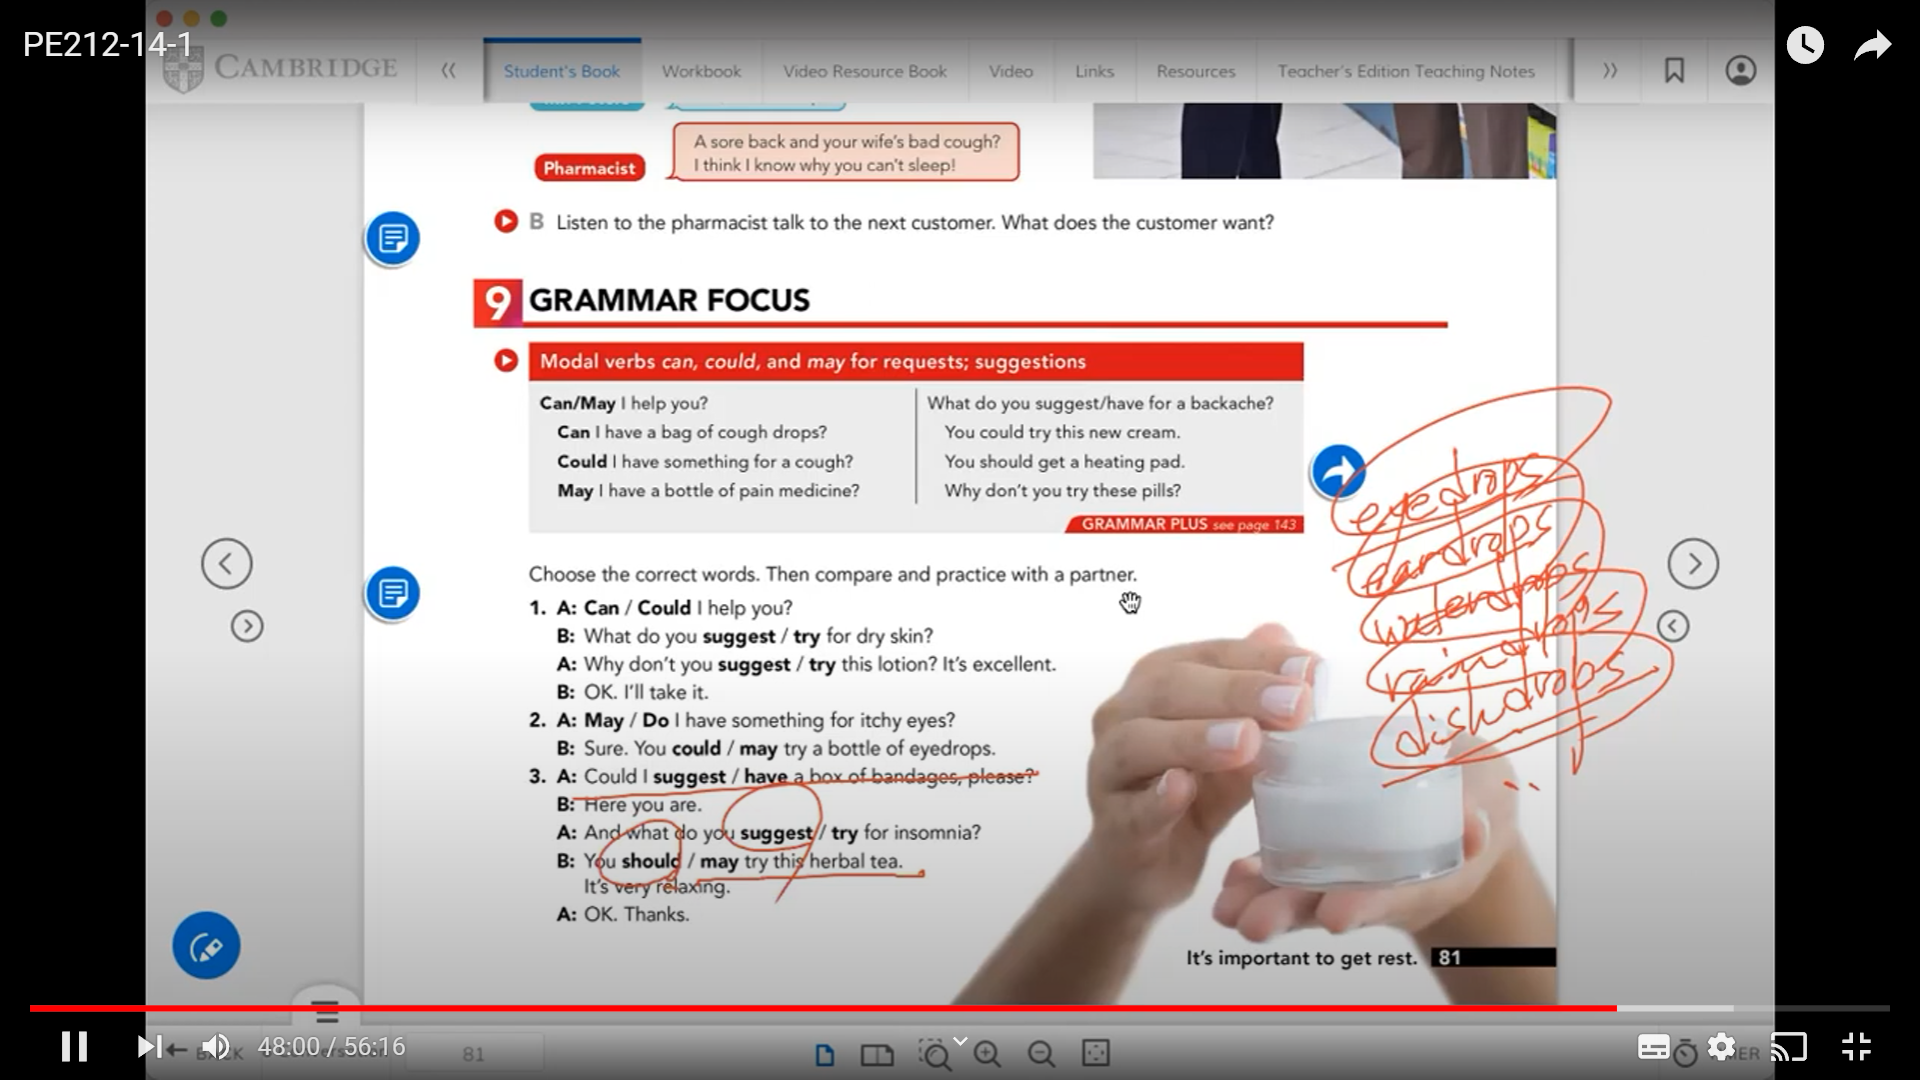 PE212-14-1
CAMBRIDGE
Student's Book
Workbook
Video Resource Book
Video
Links
Resources
Teacher's Edition Teaching Notes
A sore back and your wife's bad cough?
Pharmacist
I think I know why you can't sleep!
B Listen to the pharmacist talk to the next customer. What does the customer want?
9 GRAMMAR FOCUS
Modal verbs can, could, and may for requests; suggestions
Can/May I help you?
Can I have a bag of cough drops?
Could I have something for a cough?
May I have a bottle of pain medicine?
What do you suggest/have for a backache?
You could try this new cream.
You should get a heating pad.
Why don't you try these pills?
GRAMMAR PLUS see page 143
eyedrops
eardrops
waterdrops
raindrops
dishdrops
Choose the correct words. Then compare and practice with a partner.
1. A: Can / Could I help you?
B: What do you suggest / try for dry skin?
A: Why don't you suggest / try this lotion? It's excellent.
B: OK. I'll take it.
2. A: May / Do I have something for itchy eyes?
B: Sure. You could / may try a bottle of eyedrops.
3. A: Could I suggest / have a box of bandages, please?
B: Here you are.
A: And what do you suggest / try for insomnia?
B: You should / may try this herbal tea.
It's very relaxing.
A: OK. Thanks.
It's important to get rest. 81
48:00 / 56:16
81